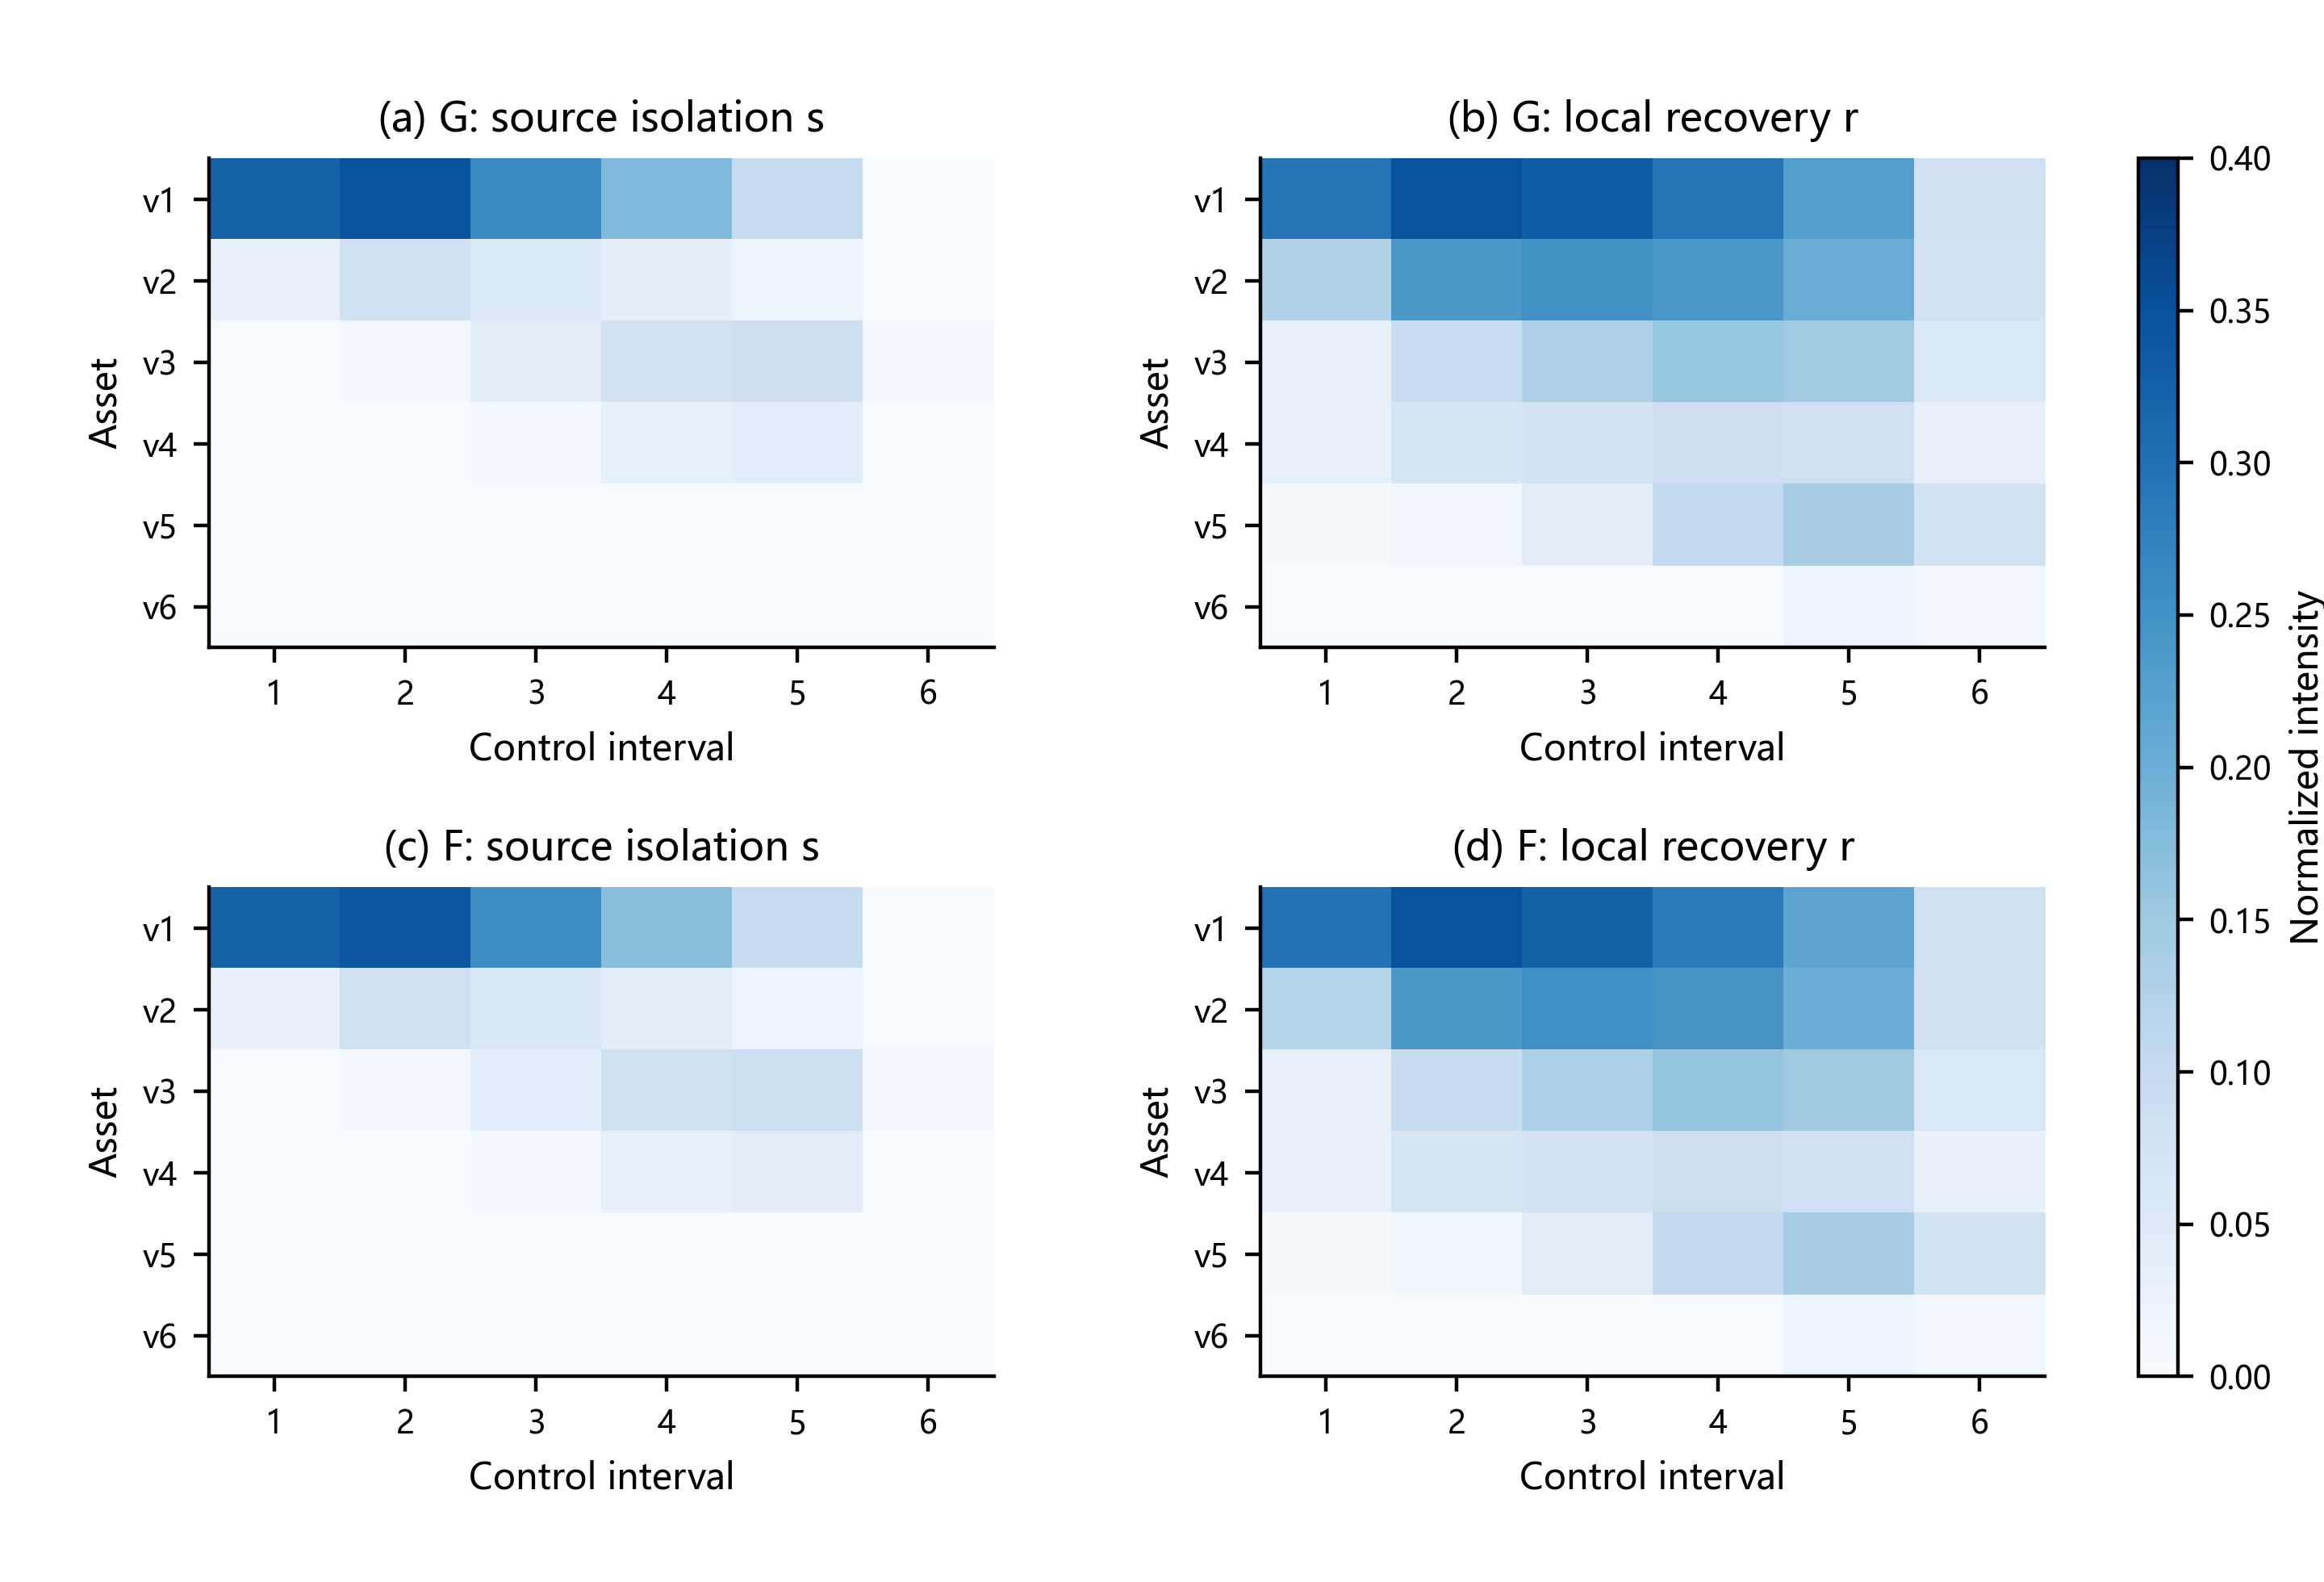 (a) G: source isolation s
v1
v2
v3
v4
v5
v6
Asset
1 2 3 4 5 6
Control interval
(b) G: local recovery r
v1
v2
v3
v4
v5
v6
Asset
1 2 3 4 5 6
Control interval
(c) F: source isolation s
v1
v2
v3
v4
v5
v6
Asset
1 2 3 4 5 6
Control interval
(d) F: local recovery r
v1
v2
v3
v4
v5
v6
Asset
1 2 3 4 5 6
Control interval
0.40
0.35
0.30
0.25
0.20
0.15
0.10
0.05
0.00
Normalized intensity